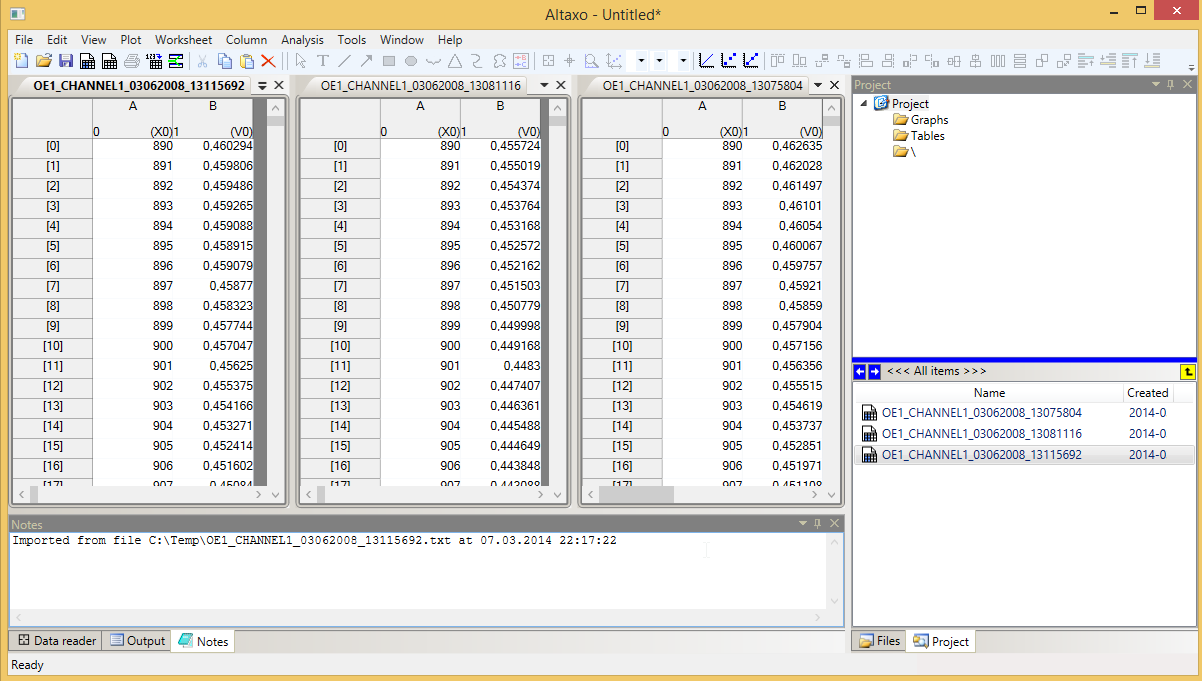 Altaxo - Untitled*
File Edit View Plot Worksheet Column Analysis Tools Window Help
OE1_CHANNEL1_03062008_13115692 OE1_CHANNEL1_03062008_13081116 OE1_CHANNEL1_03062008_13075804 Project
A B A B A B
0 (X0) 1 (V0) 0 (X0) 1 (V0) 0 (X0) 1 (V0)
[0] 890 0,460294 [0] 890 0,455724 [0] 890 0,462635
[1] 891 0,459806 [1] 891 0,455019 [1] 891 0,462028
[2] 892 0,459486 [2] 892 0,454374 [2] 892 0,461497
[3] 893 0,459265 [3] 893 0,453764 [3] 893 0,46101
[4] 894 0,459088 [4] 894 0,453168 [4] 894 0,46054
[5] 895 0,458915 [5] 895 0,452572 [5] 895 0,460067
[6] 896 0,459079 [6] 896 0,452162 [6] 896 0,459757
[7] 897 0,45877 [7] 897 0,451503 [7] 897 0,45921
[8] 898 0,458323 [8] 898 0,450779 [8] 898 0,45859
[9] 899 0,457744 [9] 899 0,449998 [9] 899 0,457904
[10] 900 0,457047 [10] 900 0,449168 [10] 900 0,457156
[11] 901 0,45625 [11] 901 0,4483 [11] 901 0,456356
[12] 902 0,455375 [12] 902 0,447407 [12] 902 0,455515
[13] 903 0,454166 [13] 903 0,446361 [13] 903 0,454619
[14] 904 0,453271 [14] 904 0,445488 [14] 904 0,453737
[15] 905 0,452414 [15] 905 0,444649 [15] 905 0,452851
[16] 906 0,451602 [16] 906 0,443848 [16] 906 0,451971
[17] 907 0,45084 [17] 907 0,443088 [17] 907 0,451108
Project
Graphs
Tables
\
<<< All items >>>
Name Created
OE1_CHANNEL1_03062008_13075804 2014-0
OE1_CHANNEL1_03062008_13081116 2014-0
OE1_CHANNEL1_03062008_13115692 2014-0
Notes
Imported from file C:\Temp\OE1_CHANNEL1_03062008_13115692.txt at 07.03.2014 22:17:22
Data reader Output Notes
Files Project
Ready